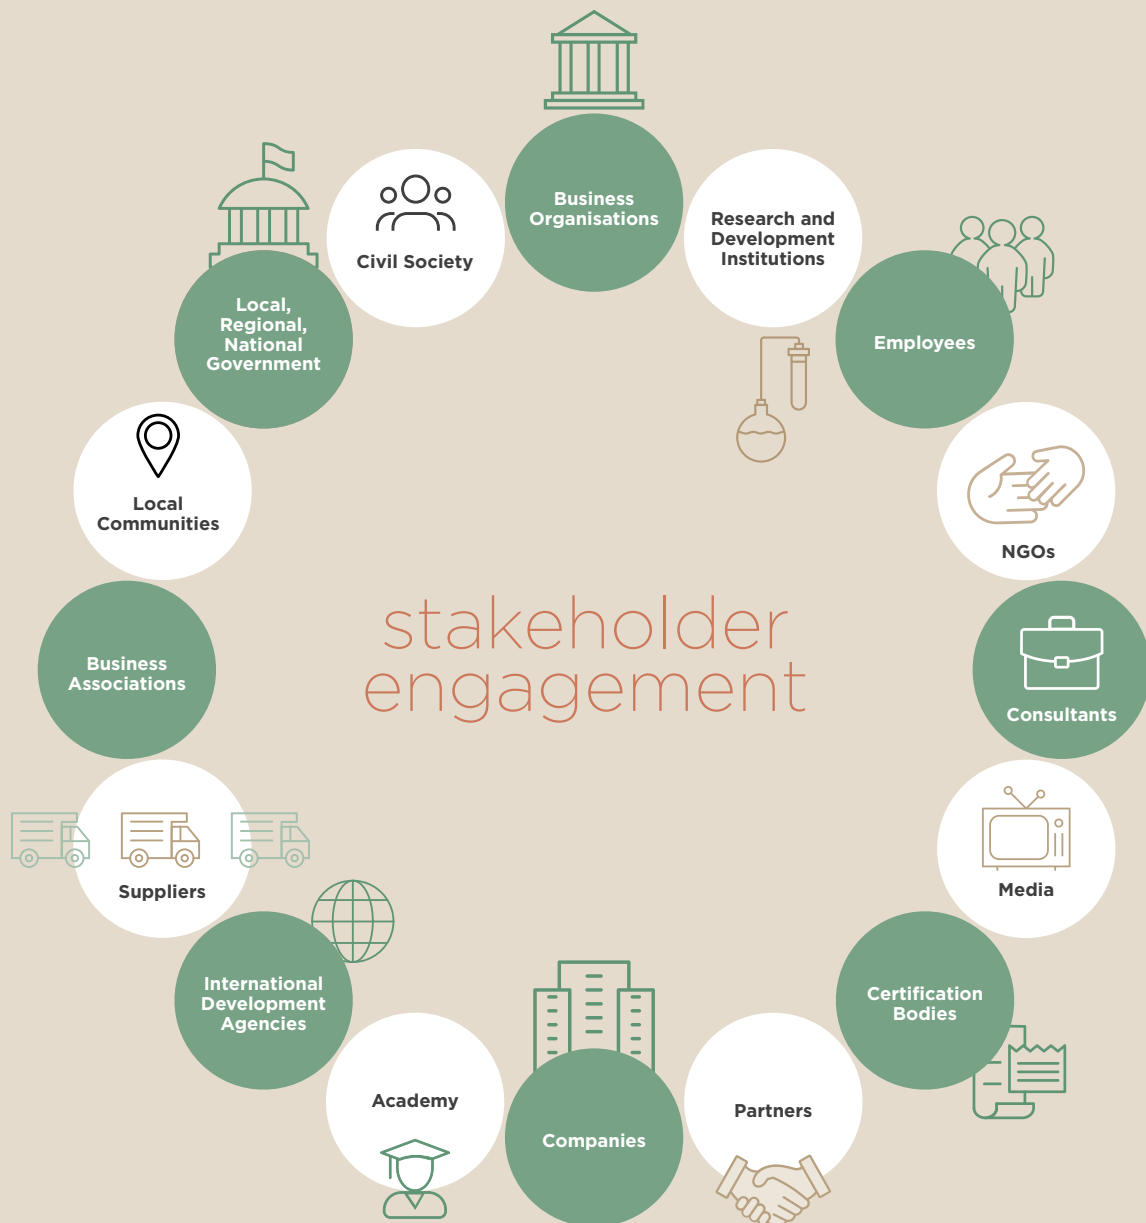 Business
Organisations
Research and
Development
Institutions
Employees
NGOs
Consultants
Media
Certification
Bodies
Partners
Companies
Academy
International
Development
Agencies
Suppliers
Business
Associations
Local
Communities
Local,
Regional,
National
Government
Civil Society
stakeholder
engagement